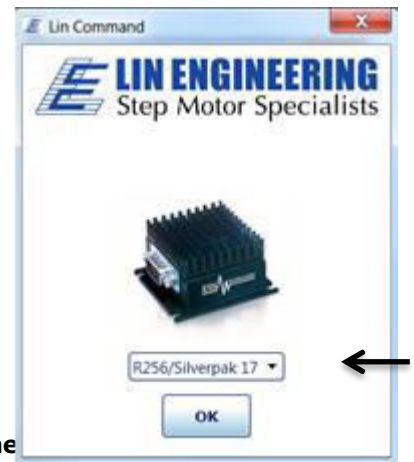 Lin Command
LIN ENGINEERING
Step Motor Specialists
R256/Silverpak 17
OK